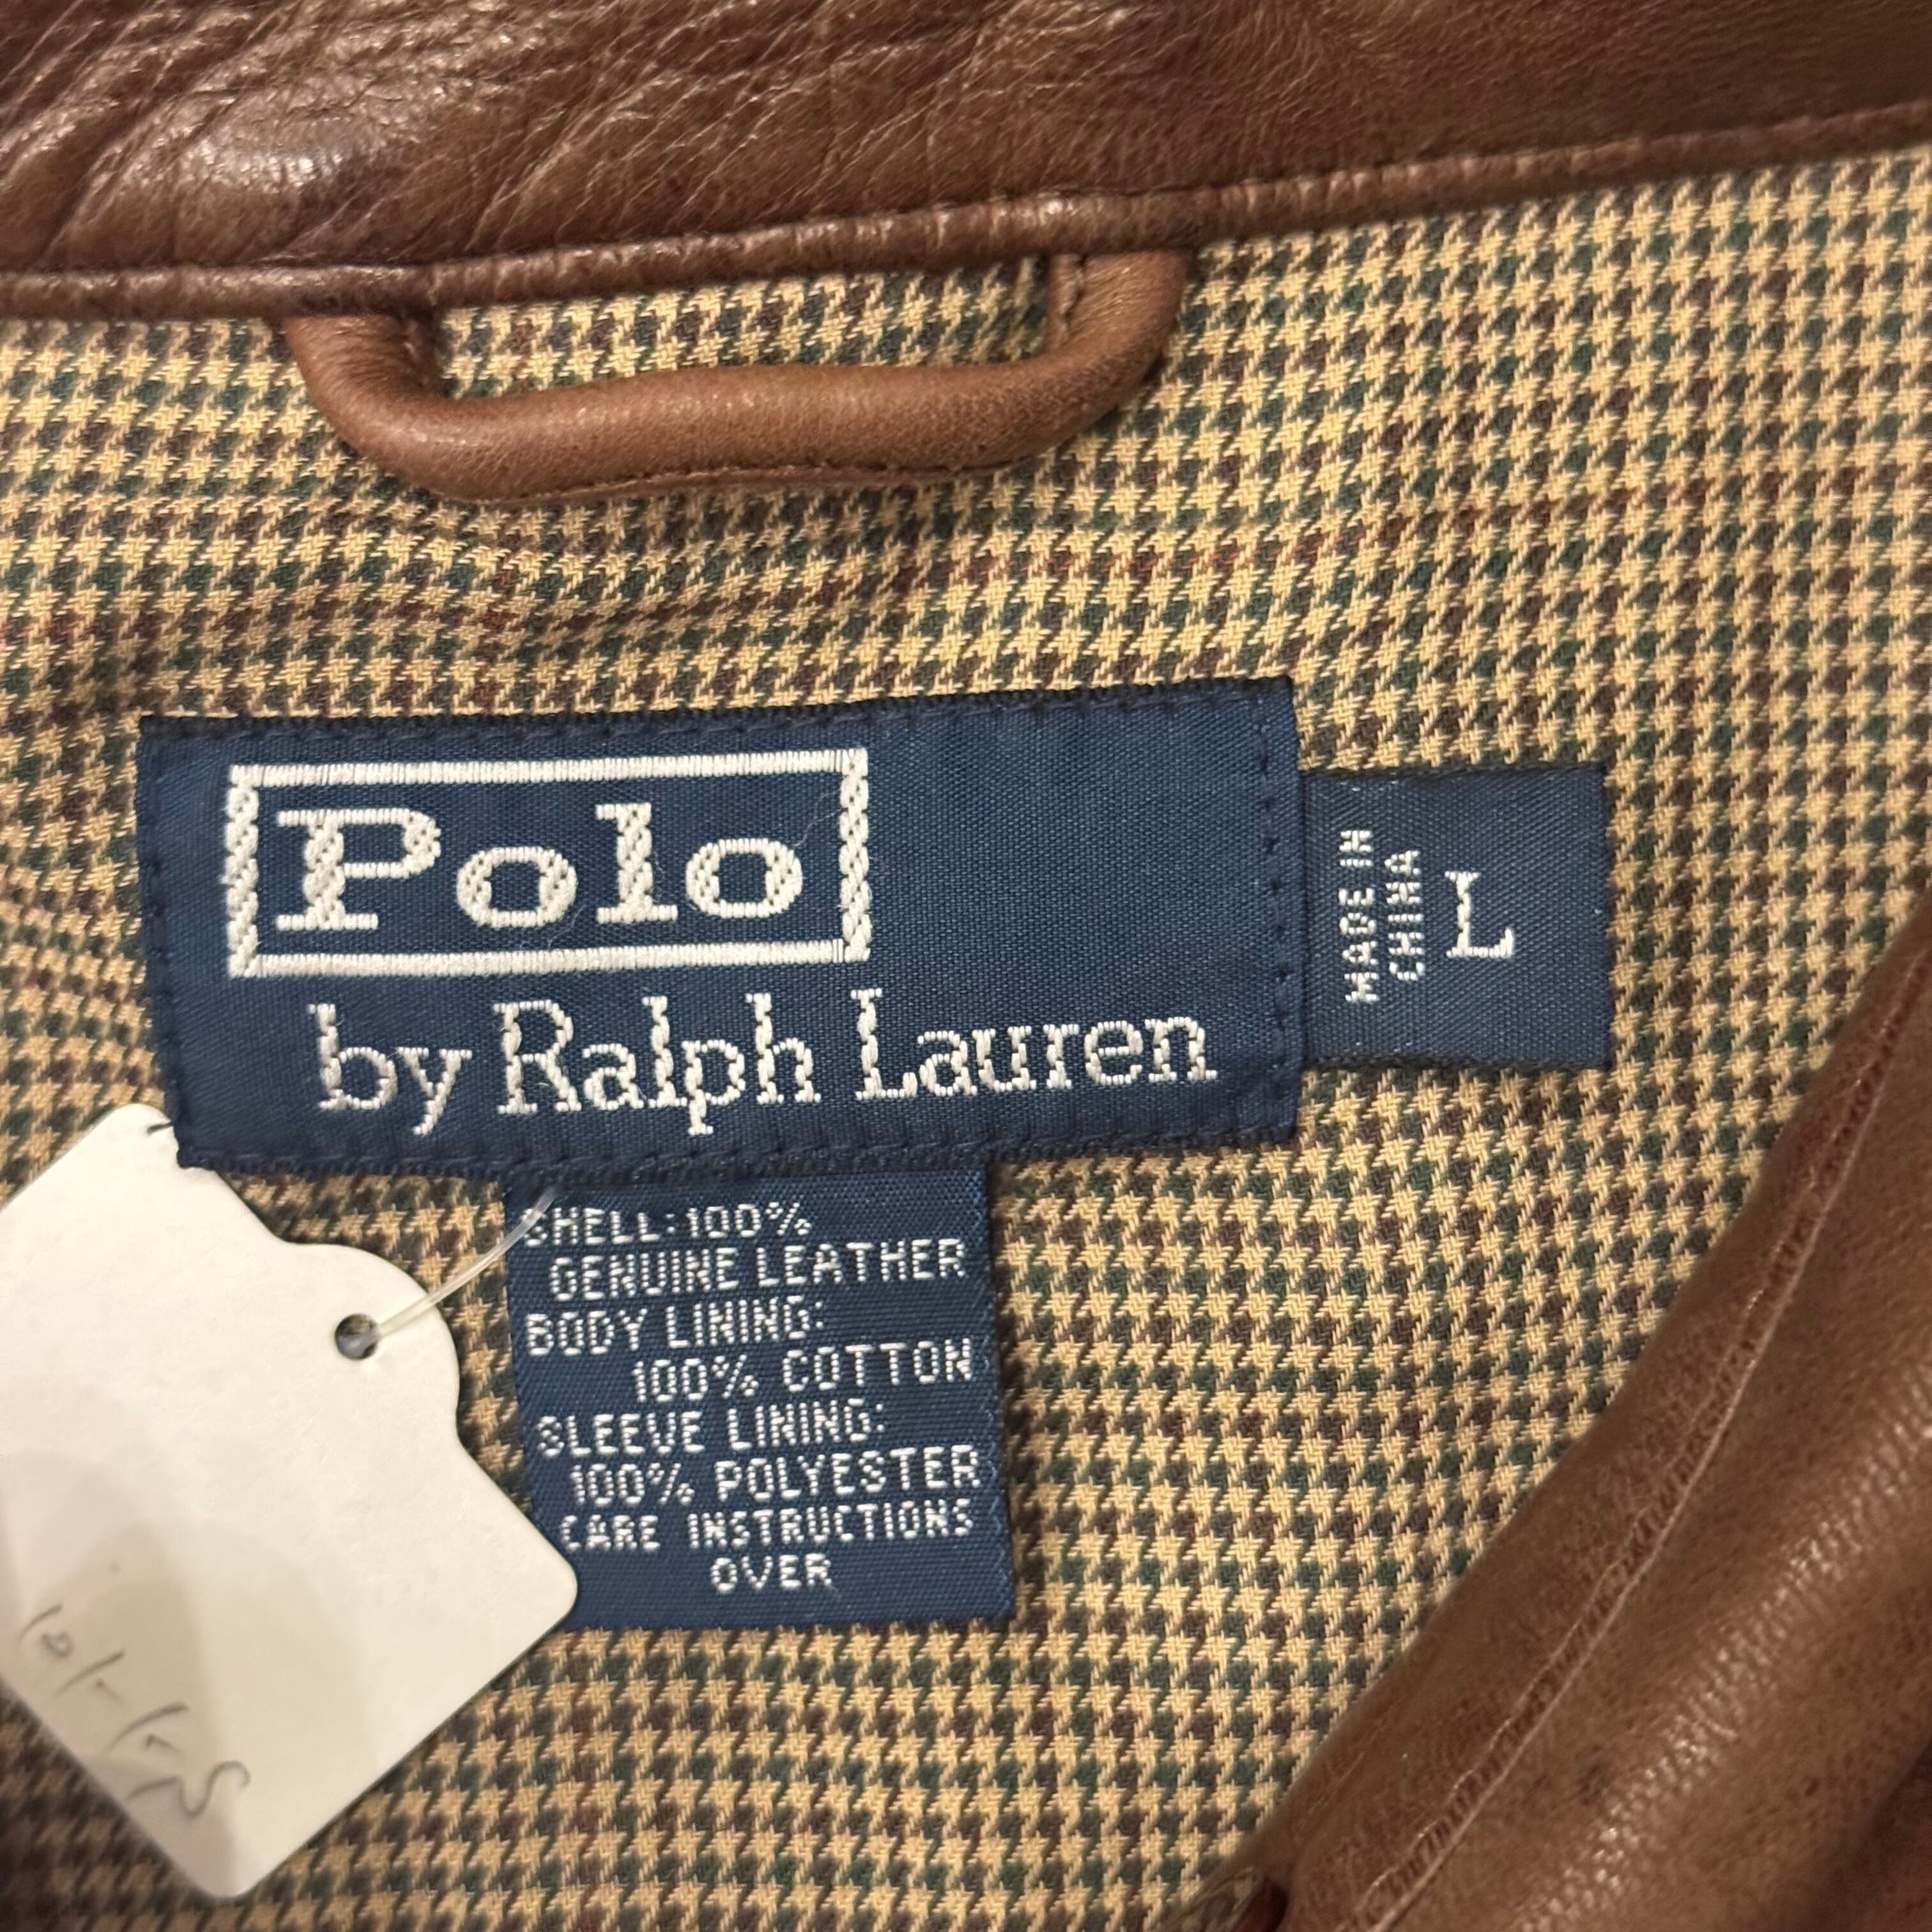 Polo
by Ralph Lauren
MADE IN
CHINA
L
SHELL:100%
GENUINE LEATHER
BODY LINING:
100% COTTON
SLEEVE LINING:
100% POLYESTER
CARE INSTRUCTIONS
OVER